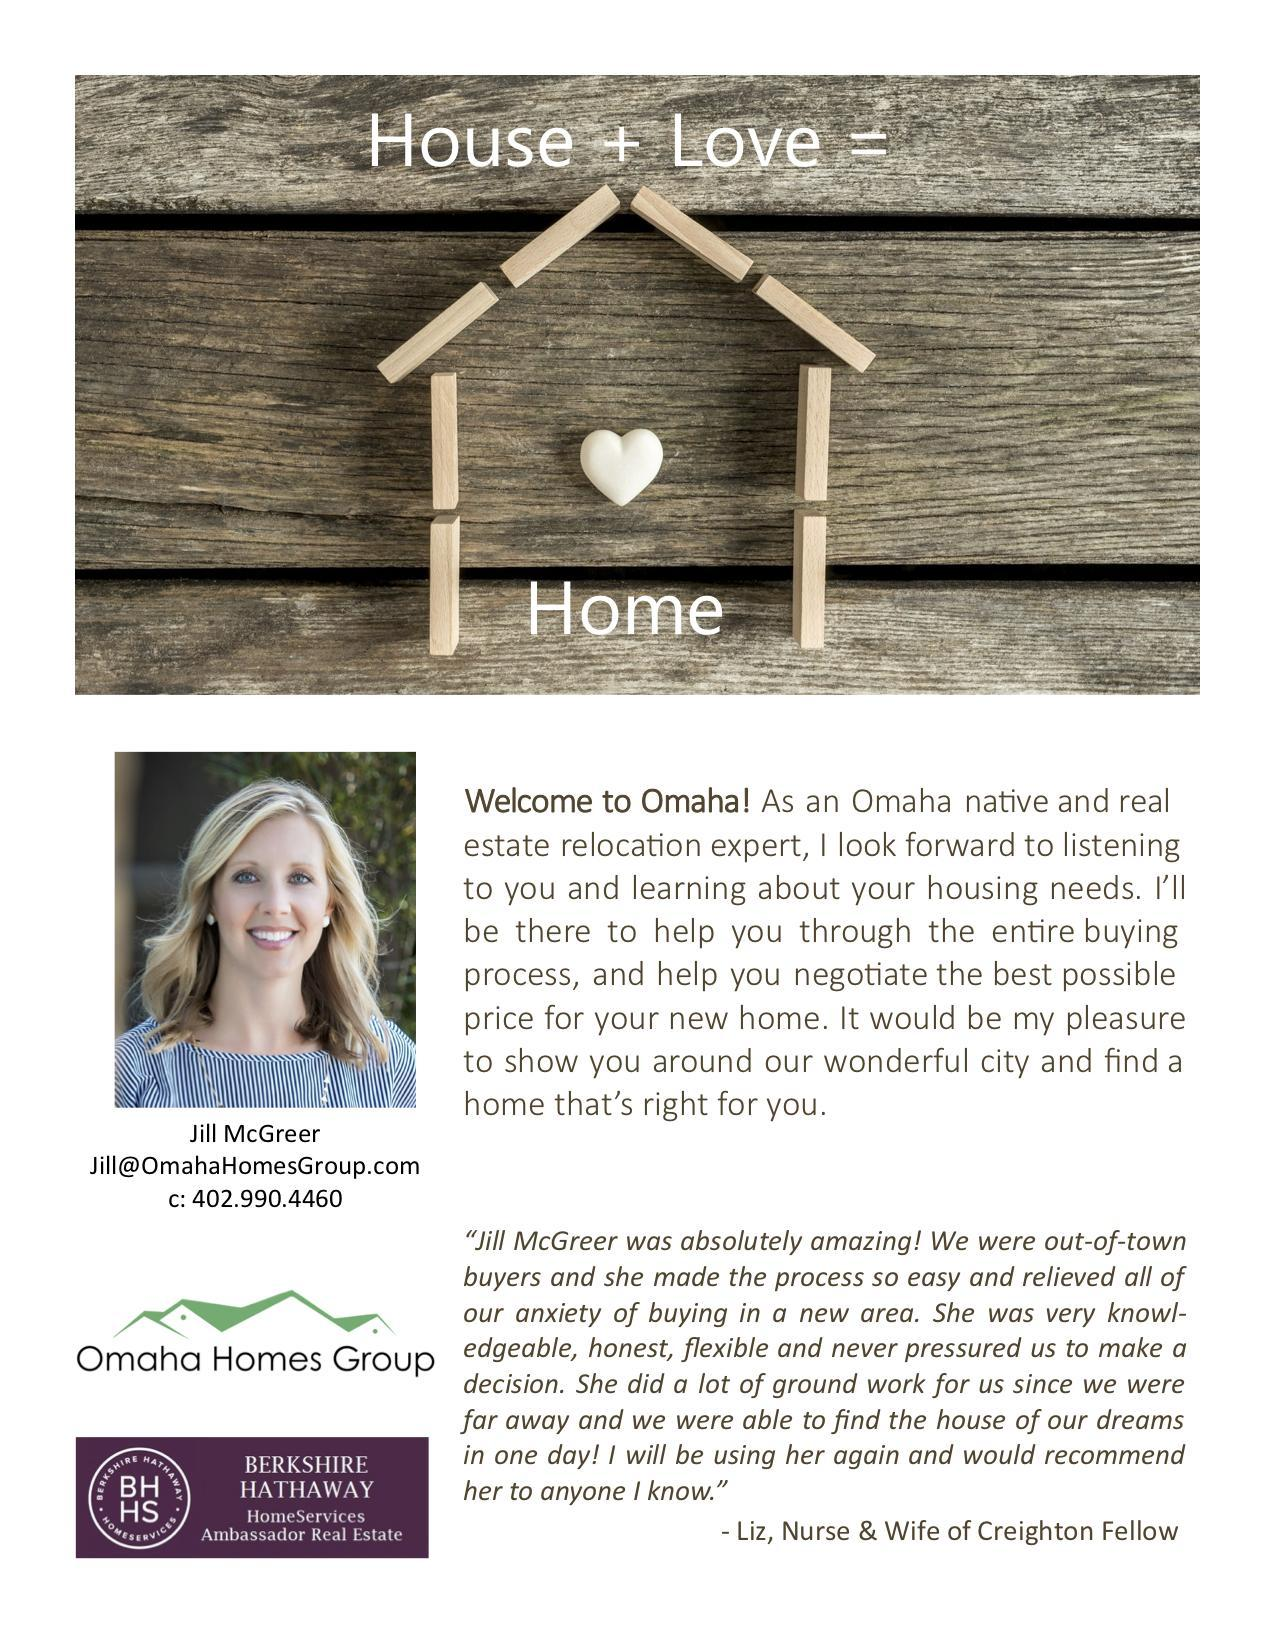 House + Love =
Home
Jill McGreer
Jill@OmahaHomesGroup.com
c: 402.990.4460
Omaha Homes Group
BERKSHIRE HATHAWAY
HOMESERVICES
BH
HS
BERKSHIRE
HATHAWAY
HomeServices
Ambassador Real Estate
Welcome to Omaha! As an Omaha native and real
estate relocation expert, I look forward to listening
to you and learning about your housing needs. I’ll
be there to help you through the entire buying
process, and help you negotiate the best possible
price for your new home. It would be my pleasure
to show you around our wonderful city and find a
home that’s right for you.
“Jill McGreer was absolutely amazing! We were out-of-town
buyers and she made the process so easy and relieved all of
our anxiety of buying in a new area. She was very knowl-
edgeable, honest, flexible and never pressured us to make a
decision. She did a lot of ground work for us since we were
far away and we were able to find the house of our dreams
in one day! I will be using her again and would recommend
her to anyone I know.”
- Liz, Nurse & Wife of Creighton Fellow